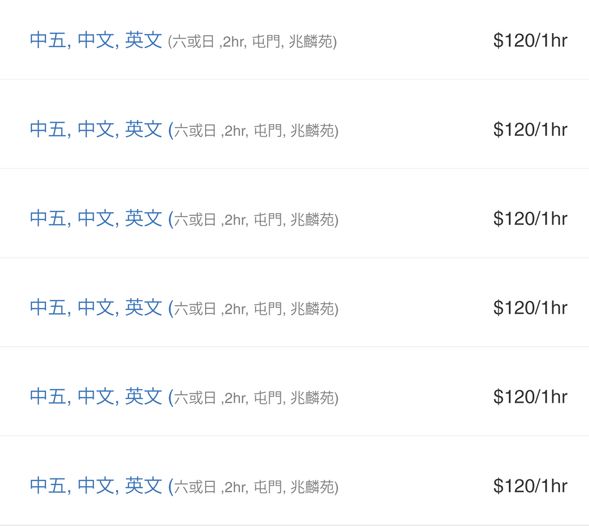 中五, 中文, 英文 (六或日 ,2hr, 屯門, 兆麟苑) $120/1hr
中五, 中文, 英文 (六或日 ,2hr, 屯門, 兆麟苑) $120/1hr
中五, 中文, 英文 (六或日 ,2hr, 屯門, 兆麟苑) $120/1hr
中五, 中文, 英文 (六或日 ,2hr, 屯門, 兆麟苑) $120/1hr
中五, 中文, 英文 (六或日 ,2hr, 屯門, 兆麟苑) $120/1hr
中五, 中文, 英文 (六或日 ,2hr, 屯門, 兆麟苑) $120/1hr